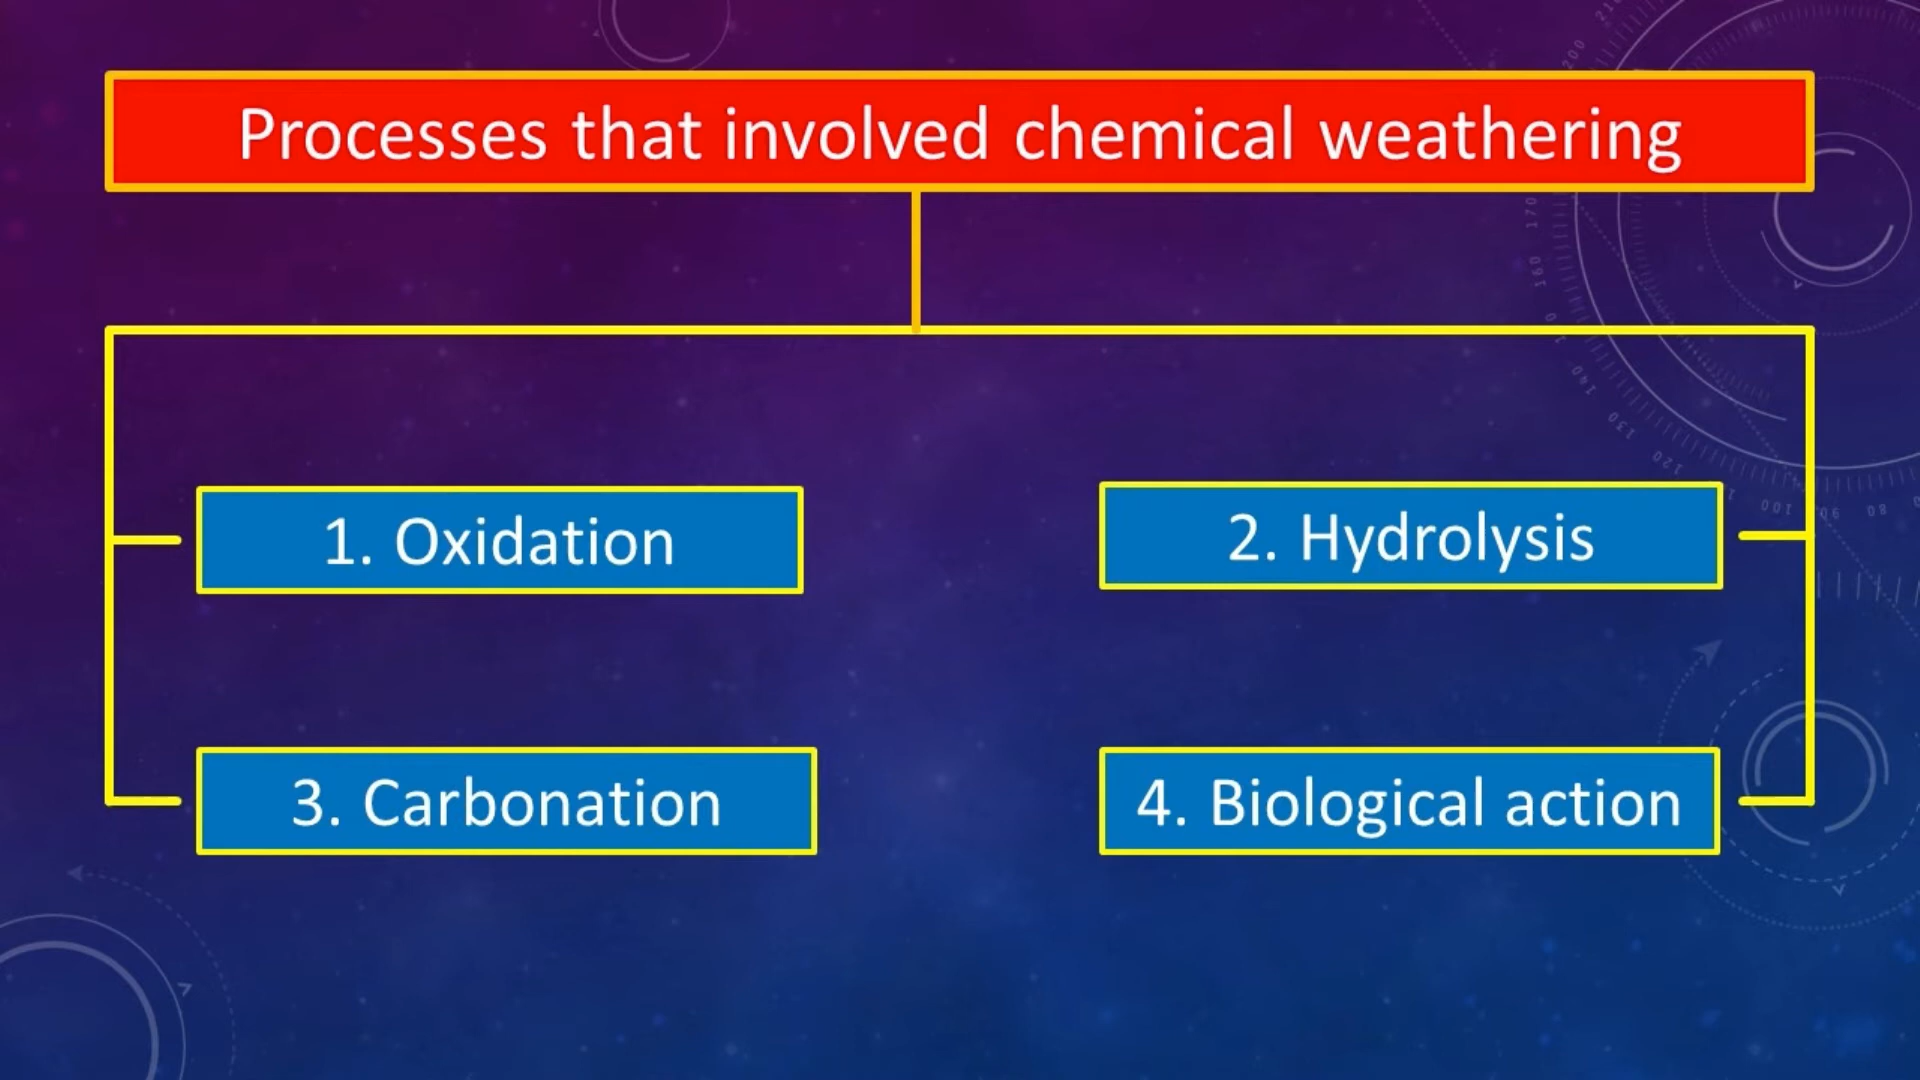 Processes that involved chemical weathering
1. Oxidation
2. Hydrolysis
3. Carbonation
4. Biological action